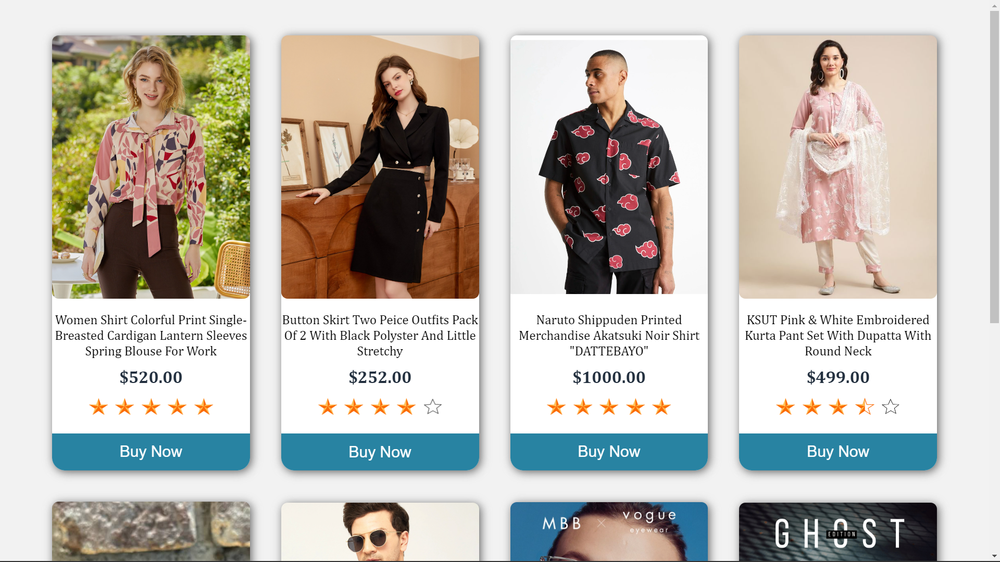 Women Shirt Colorful Print Single-
Breasted Cardigan Lantern Sleeves
Spring Blouse For Work
$520.00
Buy Now
Button Skirt Two Peice Outfits Pack
Of 2 With Black Polyster And Little
Stretchy
$252.00
Buy Now
Naruto Shippuden Printed
Merchandise Akatsuki Noir Shirt
"DATTEBAYO"
$1000.00
Buy Now
KSUT Pink & White Embroidered
Kurta Pant Set With Dupatta With
Round Neck
$499.00
Buy Now
MBB × vogue
eyewear
GHOST
EDITION